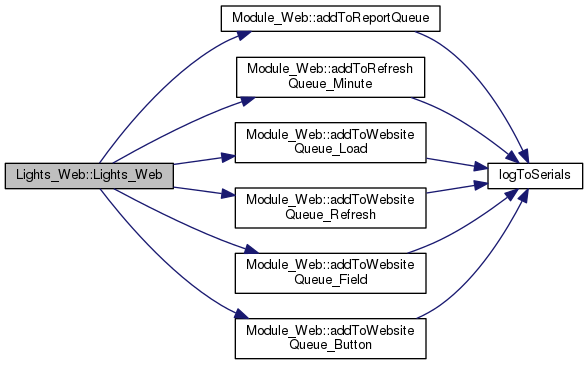 Module_Web::addToReportQueue
Module_Web::addToRefresh
Queue_Minute
Module_Web::addToWebsite
Queue_Load
Lights_Web::Lights_Web
logToSerials
Module_Web::addToWebsite
Queue_Refresh
Module_Web::addToWebsite
Queue_Field
Module_Web::addToWebsite
Queue_Button